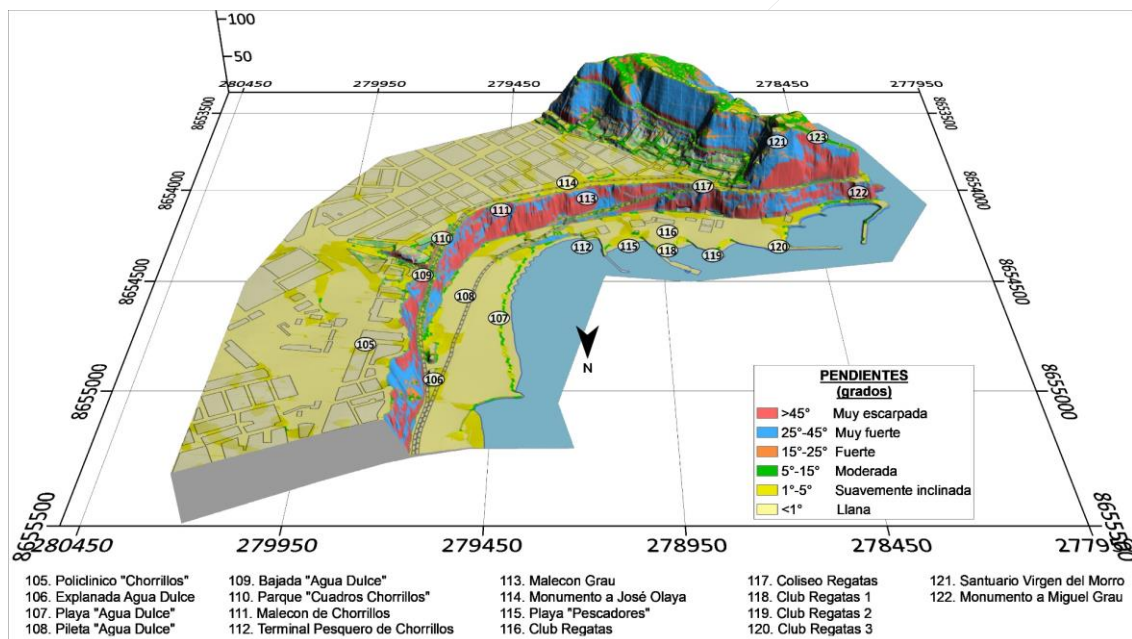 100
50
280450
279950
279450
278450
277950
8653500
8653500
8654000
8654000
8654500
8654500
8655000
8655000
8655500
8655500
121
123
114
117
113
122
111
110
116
112
115
118
119
120
109
108
107
105
106
N
PENDIENTES
(grados)
>45° Muy escarpada
25°-45° Muy fuerte
15°-25° Fuerte
5°-15° Moderada
1°-5° Suavemente inclinada
<1° Llana
280450
279950
279450
278950
278450
105. Policlinico "Chorrillos"
106. Explanada Agua Dulce
107. Playa "Agua Dulce"
108. Pileta "Agua Dulce"
109. Bajada "Agua Dulce"
110. Parque "Cuadros Chorrillos"
111. Malecon de Chorrillos
112. Terminal Pesquero de Chorrillos
113. Malecon Grau
114. Monumento a José Olaya
115. Playa "Pescadores"
116. Club Regatas
117. Coliseo Regatas
118. Club Regatas 1
119. Club Regatas 2
120. Club Regatas 3
121. Santuario Virgen del Morro
122. Monumento a Miguel Grau